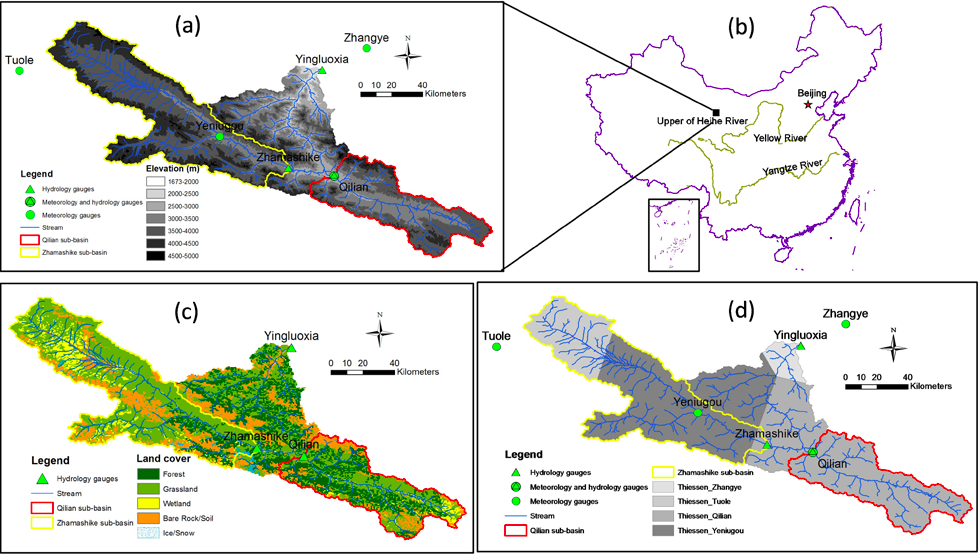 (a)
Zhangye
N
Tuole
Yingluoxia
0 10 20 40
Kilometers
Yeniugou
Zhamashike
Qilian
Legend
Hydrology gauges
Meteorology and hydrology gauges
Meteorology gauges
Stream
Qilian sub-basin
Zhamashike sub-basin
Elevation (m)
1673-2000
2000-2500
2500-3000
3000-3500
3500-4000
4000-4500
4500-5000
(b)
Beijing
Upper of Heihe River
Yellow River
Yangtze River
(c)
Yingluoxia
N
0 10 20 40
Kilometers
Zhamashike
Qilian
Legend
Hydrology gauges
Stream
Qilian sub-basin
Zhamashike sub-basin
Land cover
Forest
Grassland
Wetland
Bare Rock/Soil
Ice/Snow
(d)
Zhangye
Tuole
Yingluoxia
N
0 10 20 40
Kilometers
Yeniugou
Zhamashike
Qilian
Legend
Hydrology gauges
Meteorology and hydrology gauges
Meteorology gauges
Stream
Qilian sub-basin
Zhamashike sub-basin
Thiessen_Zhangye
Thiessen_Tuole
Thiessen_Qilian
Thiessen_Yeniugou